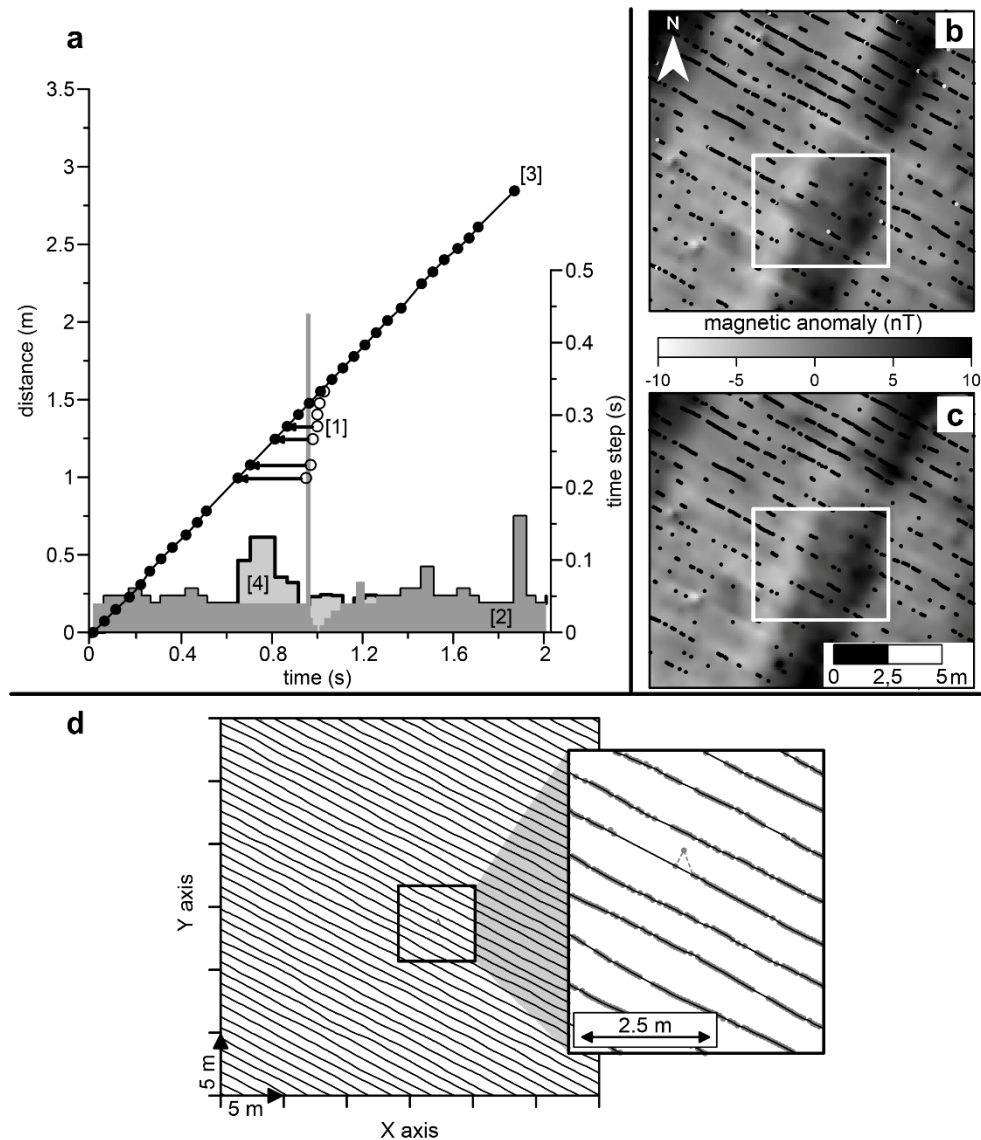 a
3.5
3
2.5
2
1.5
1
0.5
0
distance (m)
[3]
[1]
[4]
[2]
0.5
0.4
0.3
0.2
0.1
0
time step (s)
0 0.4 0.8 1.2 1.6 2
time (s)
b
N
magnetic anomaly (nT)
-10 -5 0 5 10
c
0 2,5 5m
d
Y axis
5 m
5 m
X axis
2.5 m